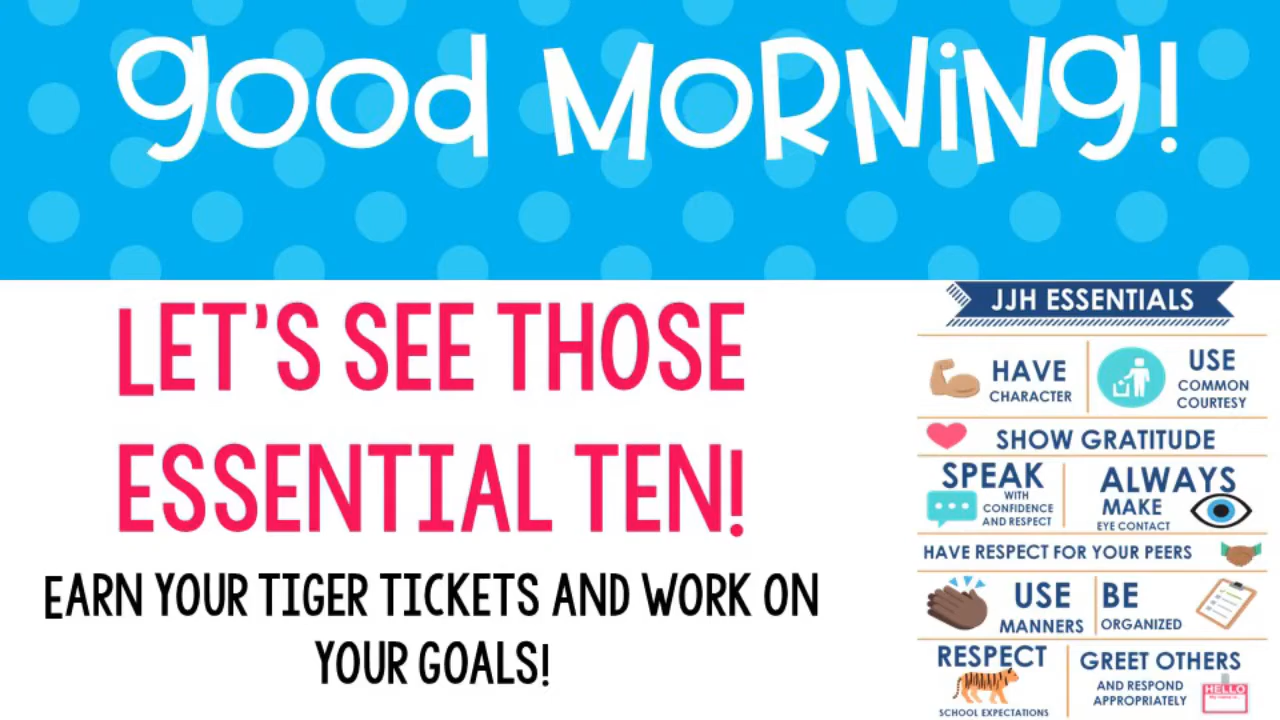 good MoRNiNg!
LET'S SEE THOSE
ESSENTIAL TEN!
EARN YOUR TIGER TICKETS AND WORK ON
YOUR GOALS!
JJH ESSENTIALS
HAVE
CHARACTER
USE
COMMON
COURTESY
SHOW GRATITUDE
SPEAK
WITH
CONFIDENCE
AND RESPECT
ALWAYS
MAKE
EYE CONTACT
HAVE RESPECT FOR YOUR PEERS
USE
MANNERS
BE
ORGANIZED
RESPECT
SCHOOL EXPECTATIONS
GREET OTHERS
AND RESPOND
APPROPRIATELY
HELLO